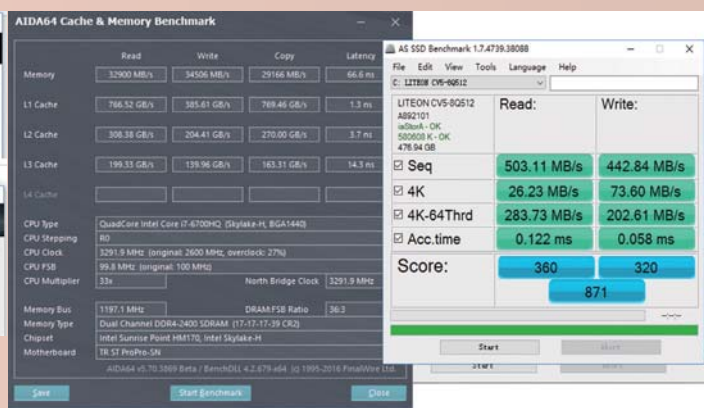 AIDA64 Cache & Memory Benchmark
Read Write Copy Latency
Memory 32900 MB/s 34506 MB/s 29166 MB/s 66.6 ns
L1 Cache 766.52 GB/s 385.61 GB/s 769.46 GB/s 1.3 ns
L2 Cache 308.38 GB/s 204.41 GB/s 270.00 GB/s 3.7 ns
L3 Cache 199.33 GB/s 139.96 GB/s 163.31 GB/s 14.3 ns
L4 Cache
CPU Type QuadCore Intel Core i7-6700HQ (Skylake-H, BGA1440)
CPU Stepping R0
CPU Clock 3291.9 MHz (original: 2600 MHz, overclock: 27%)
CPU FSB 99.8 MHz (original: 100 MHz)
CPU Multiplier 33x North Bridge Clock 3291.9 MHz
Memory Bus 1197.1 MHz DRAM:FSB Ratio 36:3
Memory Type Dual Channel DDR4-2400 SDRAM (17-17-17-39 CR2)
Chipset Intel Sunrise Point HM170, Intel Skylake-H
Motherboard TR ST ProPro-SN
AIDA64 v5.70.3869 Beta / BenchDLL 4.2.679-x64 (c) 1995-2016 FinalWire Ltd.
Save Start Benchmark Close
AS SSD Benchmark 1.7.4739.38088
File Edit View Tools Language Help
C: LITEON CV5-8Q512
LITEON CV5-8Q512 Read: Write:
A892101
iaStorA - OK
580608 K - OK
476.94 GB
Seq 503.11 MB/s 442.84 MB/s
4K 26.23 MB/s 73.60 MB/s
4K-64Thrd 283.73 MB/s 202.61 MB/s
Acc.time 0.122 ms 0.058 ms
Score: 360 320
871
-:-:-
Start Abort
Start